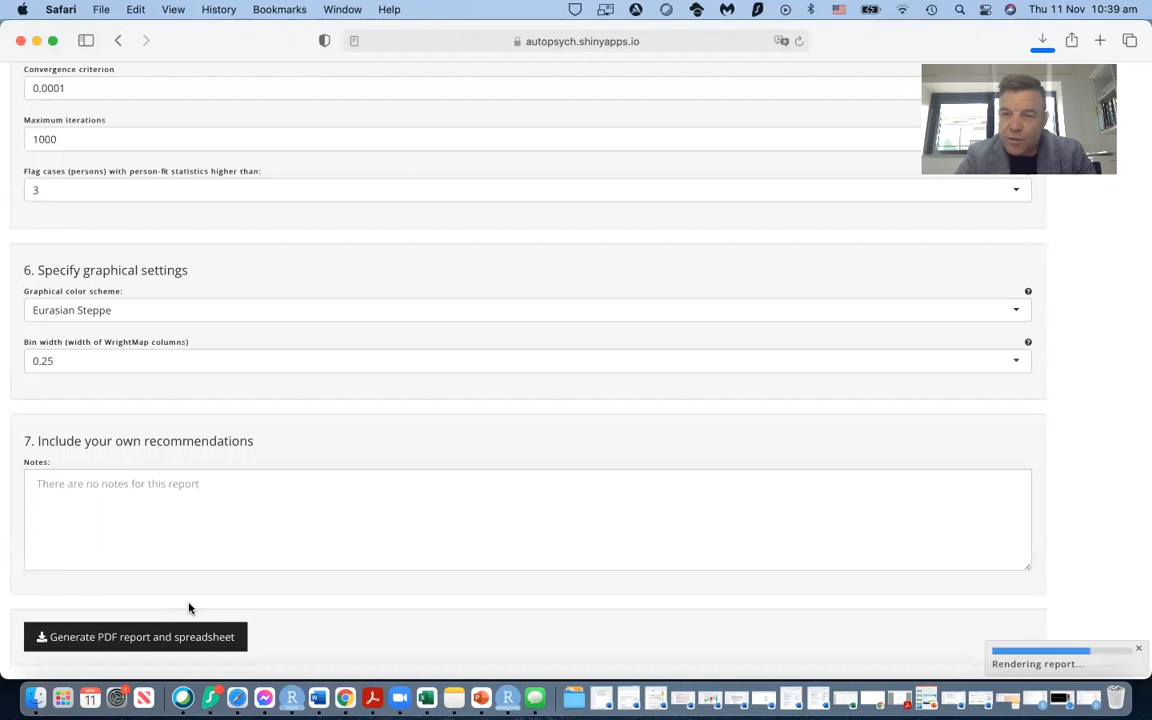 Safari File Edit View History Bookmarks Window Help Thu 11 Nov 10:39 am
autopsych.shinyapps.io
Convergence criterion
0.0001
Maximum iterations
1000
Flag cases (persons) with person-fit statistics higher than:
3
6. Specify graphical settings
Graphical color scheme:
Eurasian Steppe
Bin width (width of WrightMap columns)
0.25
7. Include your own recommendations
Notes:
There are no notes for this report
Generate PDF report and spreadsheet
Rendering report...